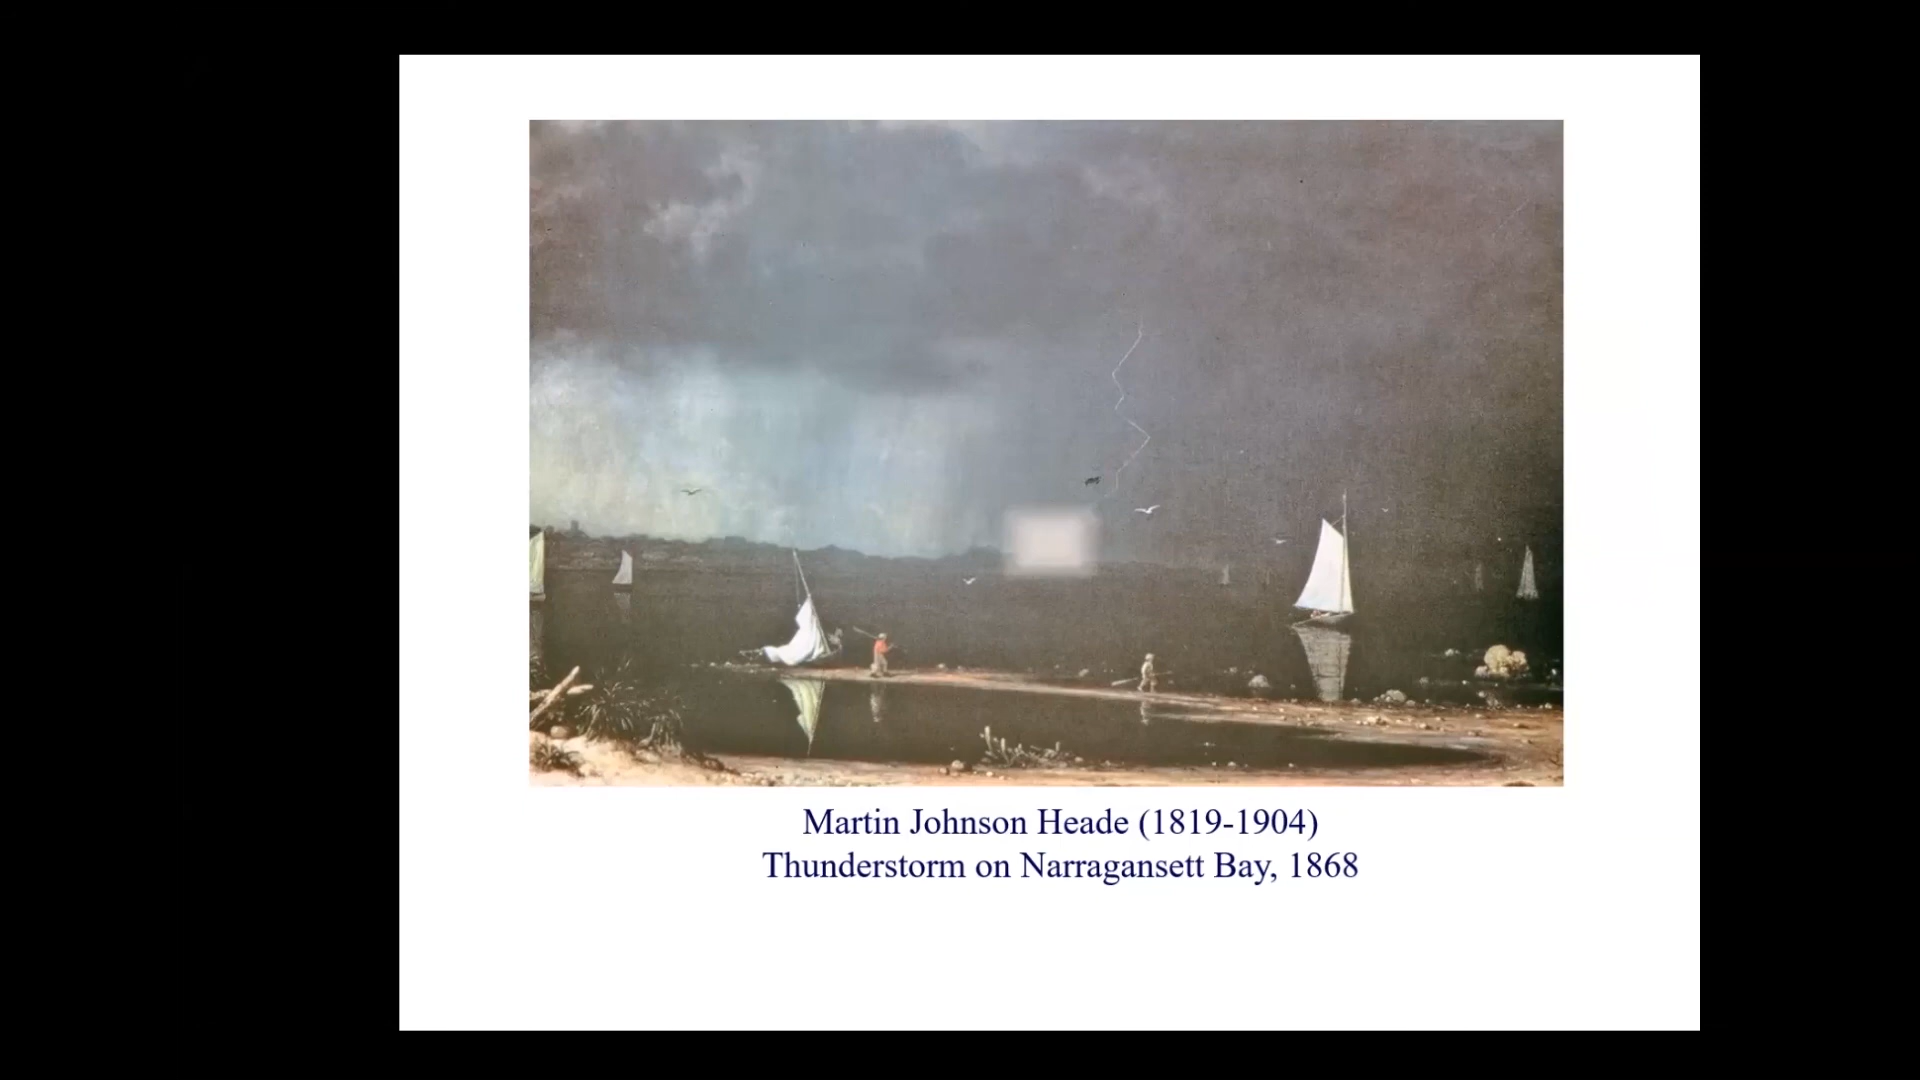 Martin Johnson Heade (1819-1904)
Thunderstorm on Narragansett Bay, 1868